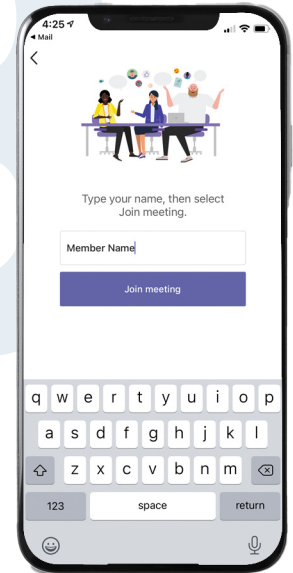 4:25
◀ Mail
Type your name, then select
Join meeting.
Member Name
Join meeting
q w e r t y u i o p
a s d f g h j k l
z x c v b n m
123 space return